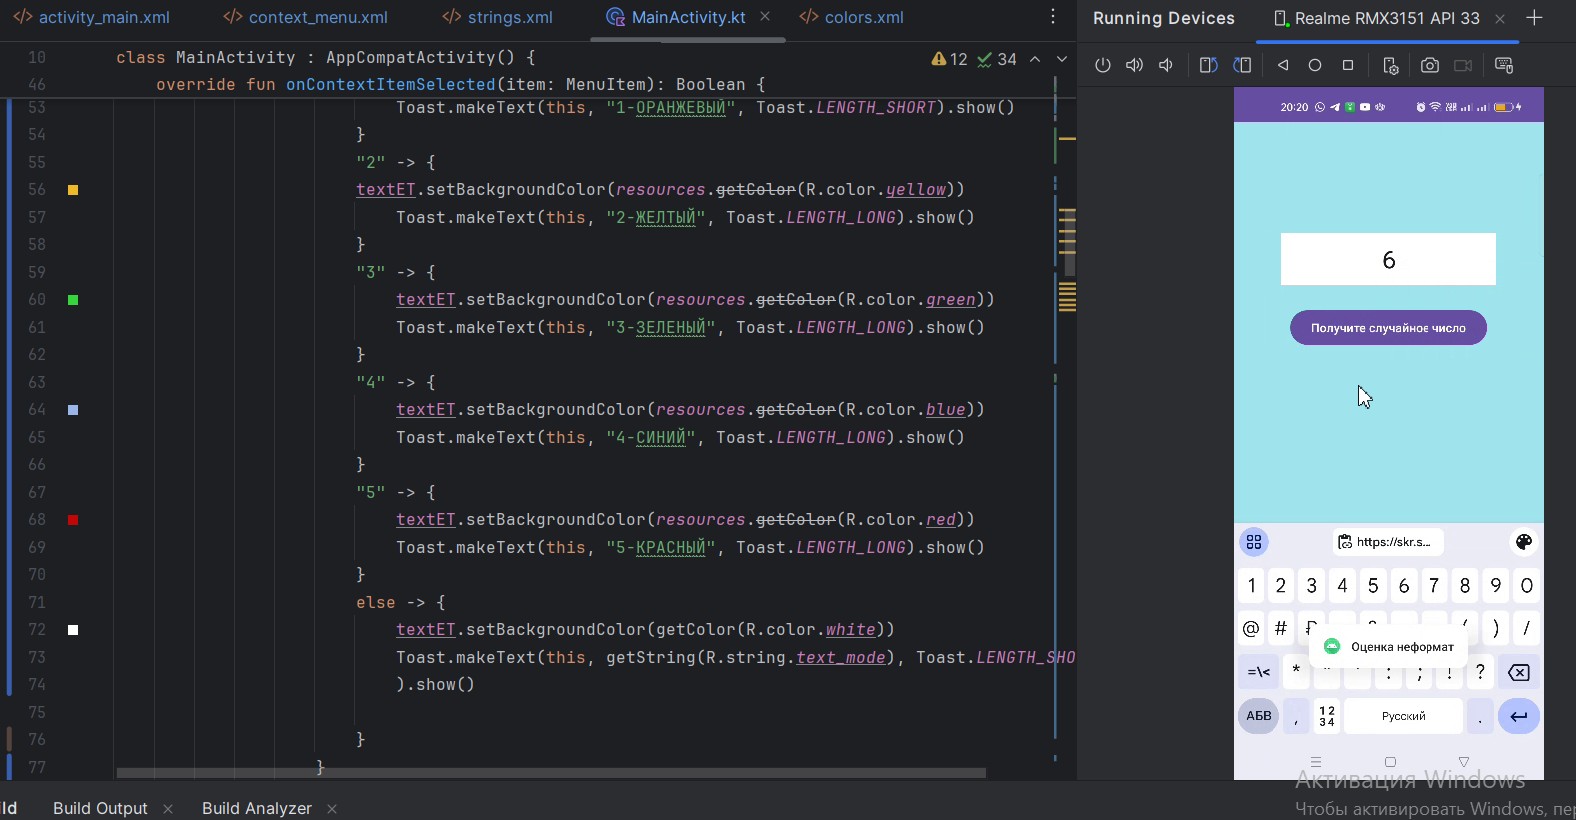 activity_main.xml
context_menu.xml
strings.xml
MainActivity.kt
colors.xml
Running Devices
Realme RMX3151 API 33
10 class MainActivity : AppCompatActivity() {
12 34
46 override fun onContextItemSelected(item: MenuItem): Boolean {
53 Toast.makeText(this, "1-ОРАНЖЕВЫЙ", Toast.LENGTH_SHORT).show()
54 }
55 "2" -> {
56 textET.setBackgroundColor(resources.getColor(R.color.yellow))
57 Toast.makeText(this, "2-ЖЕЛТЫЙ", Toast.LENGTH_LONG).show()
58 }
59 "3" -> {
60 textET.setBackgroundColor(resources.getColor(R.color.green))
61 Toast.makeText(this, "3-ЗЕЛЕНЫЙ", Toast.LENGTH_LONG).show()
62 }
63 "4" -> {
64 textET.setBackgroundColor(resources.getColor(R.color.blue))
65 Toast.makeText(this, "4-СИНИЙ", Toast.LENGTH_LONG).show()
66 }
67 "5" -> {
68 textET.setBackgroundColor(resources.getColor(R.color.red))
69 Toast.makeText(this, "5-КРАСНЫЙ", Toast.LENGTH_LONG).show()
70 }
71 else -> {
72 textET.setBackgroundColor(getColor(R.color.white))
73 Toast.makeText(this, getString(R.string.text_mode), Toast.LENGTH_SHO
74 ).show()
75
76 }
77 }
ild
Build Output
Build Analyzer
20:20
6
Получите случайное число
https://skr.s...
1 2 3 4 5 6 7 8 9 0
@ # ) /
Оценка неформат
=\< * : ; ! ?
АБВ , 12 34 Русский .
Активация Windows
Чтобы активировать Windows, пер